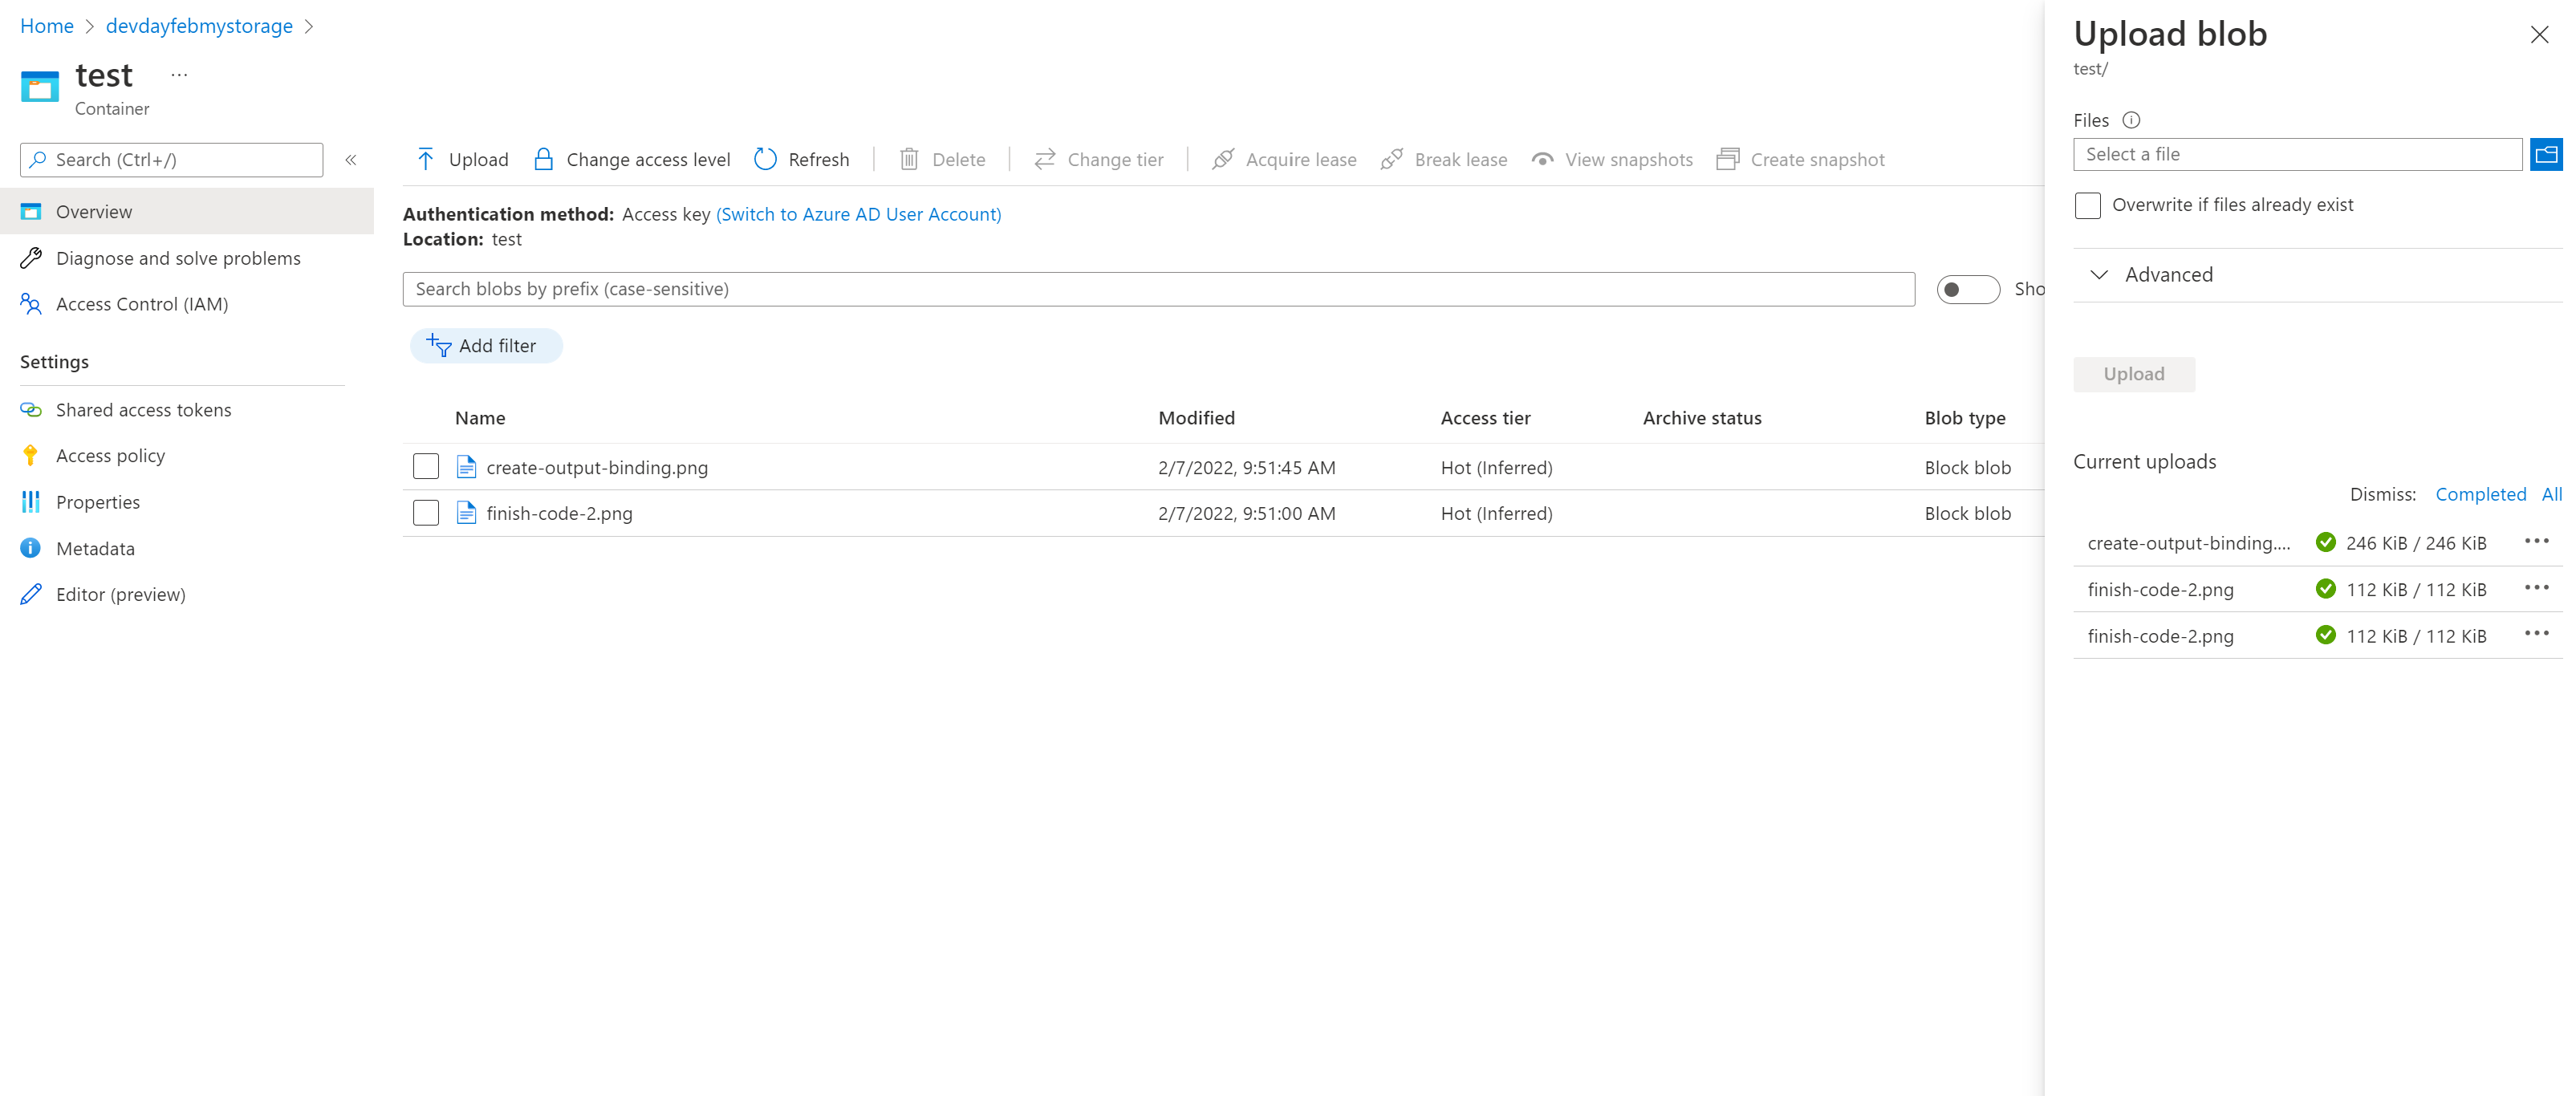 Home > devdayfebmystorage >
test ...
Container
Search (Ctrl+/)
Overview
Diagnose and solve problems
Access Control (IAM)
Settings
Shared access tokens
Access policy
Properties
Metadata
Editor (preview)
Upload Change access level Refresh Delete Change tier Acquire lease Break lease View snapshots Create snapshot
Authentication method: Access key (Switch to Azure AD User Account)
Location: test
Search blobs by prefix (case-sensitive) Sho
Add filter
Name Modified Access tier Archive status Blob type
create-output-binding.png 2/7/2022, 9:51:45 AM Hot (Inferred) Block blob
finish-code-2.png 2/7/2022, 9:51:00 AM Hot (Inferred) Block blob
Upload blob
test/
Files
Select a file
Overwrite if files already exist
Advanced
Upload
Current uploads
Dismiss: Completed All
create-output-binding.... 246 KiB / 246 KiB
finish-code-2.png 112 KiB / 112 KiB
finish-code-2.png 112 KiB / 112 KiB